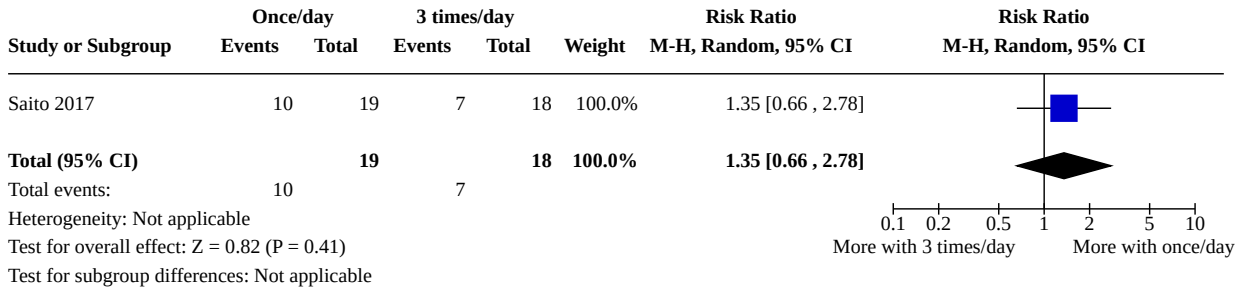 Once/day 3 times/day Risk Ratio Risk Ratio
Study or Subgroup Events Total Events Total Weight M-H, Random, 95% CI M-H, Random, 95% CI
Saito 2017 10 19 7 18 100.0% 1.35 [0.66 , 2.78]
Total (95% CI) 19 18 100.0% 1.35 [0.66 , 2.78]
Total events: 10 7
Heterogeneity: Not applicable 0.1 0.2 0.5 1 2 5 10
Test for overall effect: Z = 0.82 (P = 0.41) More with 3 times/day More with once/day
Test for subgroup differences: Not applicable